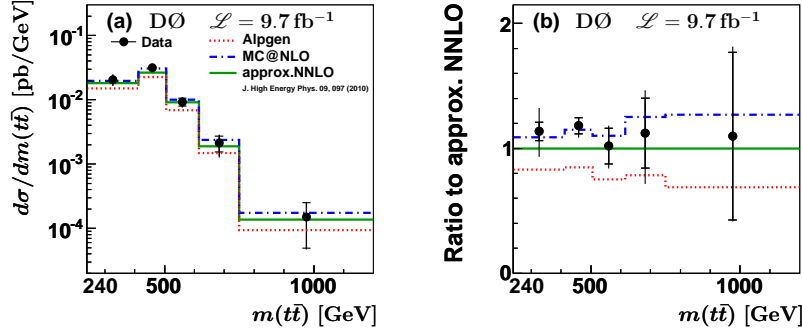 (a) DØ ℒ = 9.7 fb⁻¹
Data
Alpgen
MC@NLO
approx.NNLO
J. High Energy Phys. 09, 097 (2010)
dσ/dm(tt̄) [pb/GeV]
10⁻¹
10⁻²
10⁻³
10⁻⁴
240 500 1000
m(tt̄) [GeV]
(b) DØ ℒ = 9.7 fb⁻¹
Ratio to approx. NNLO
2
1
0
240 500 1000
m(tt̄) [GeV]